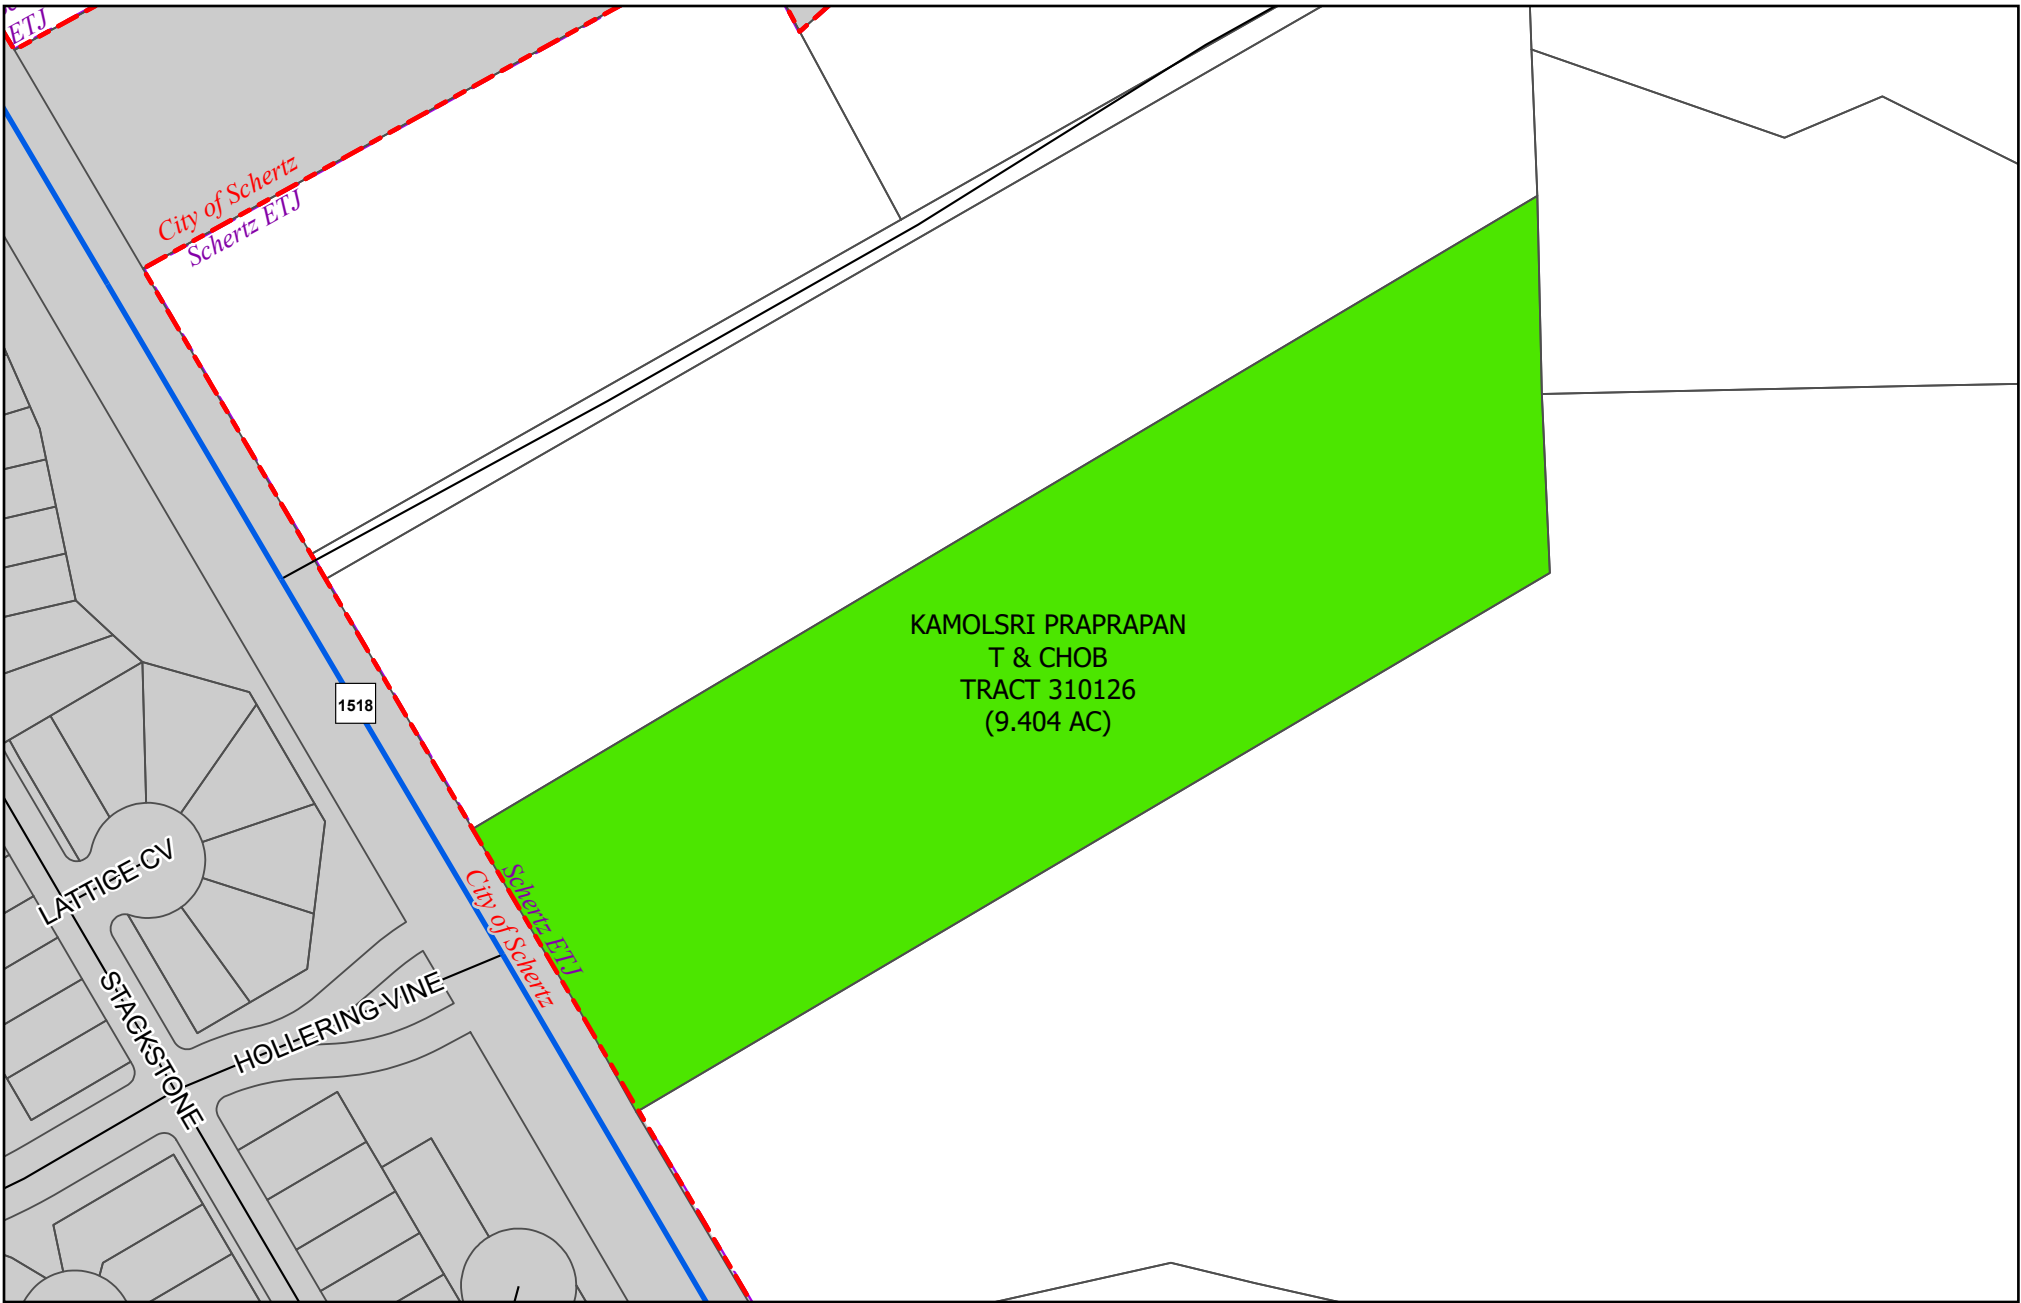 ETJ
City of Schertz
Schertz ETJ
KAMOLSRI PRAPRAPAN
T & CHOB
TRACT 310126
(9.404 AC)
1518
LATTICE CV
Schertz ETJ
City of Schertz
STACKSTONE
HOLLERING VINE